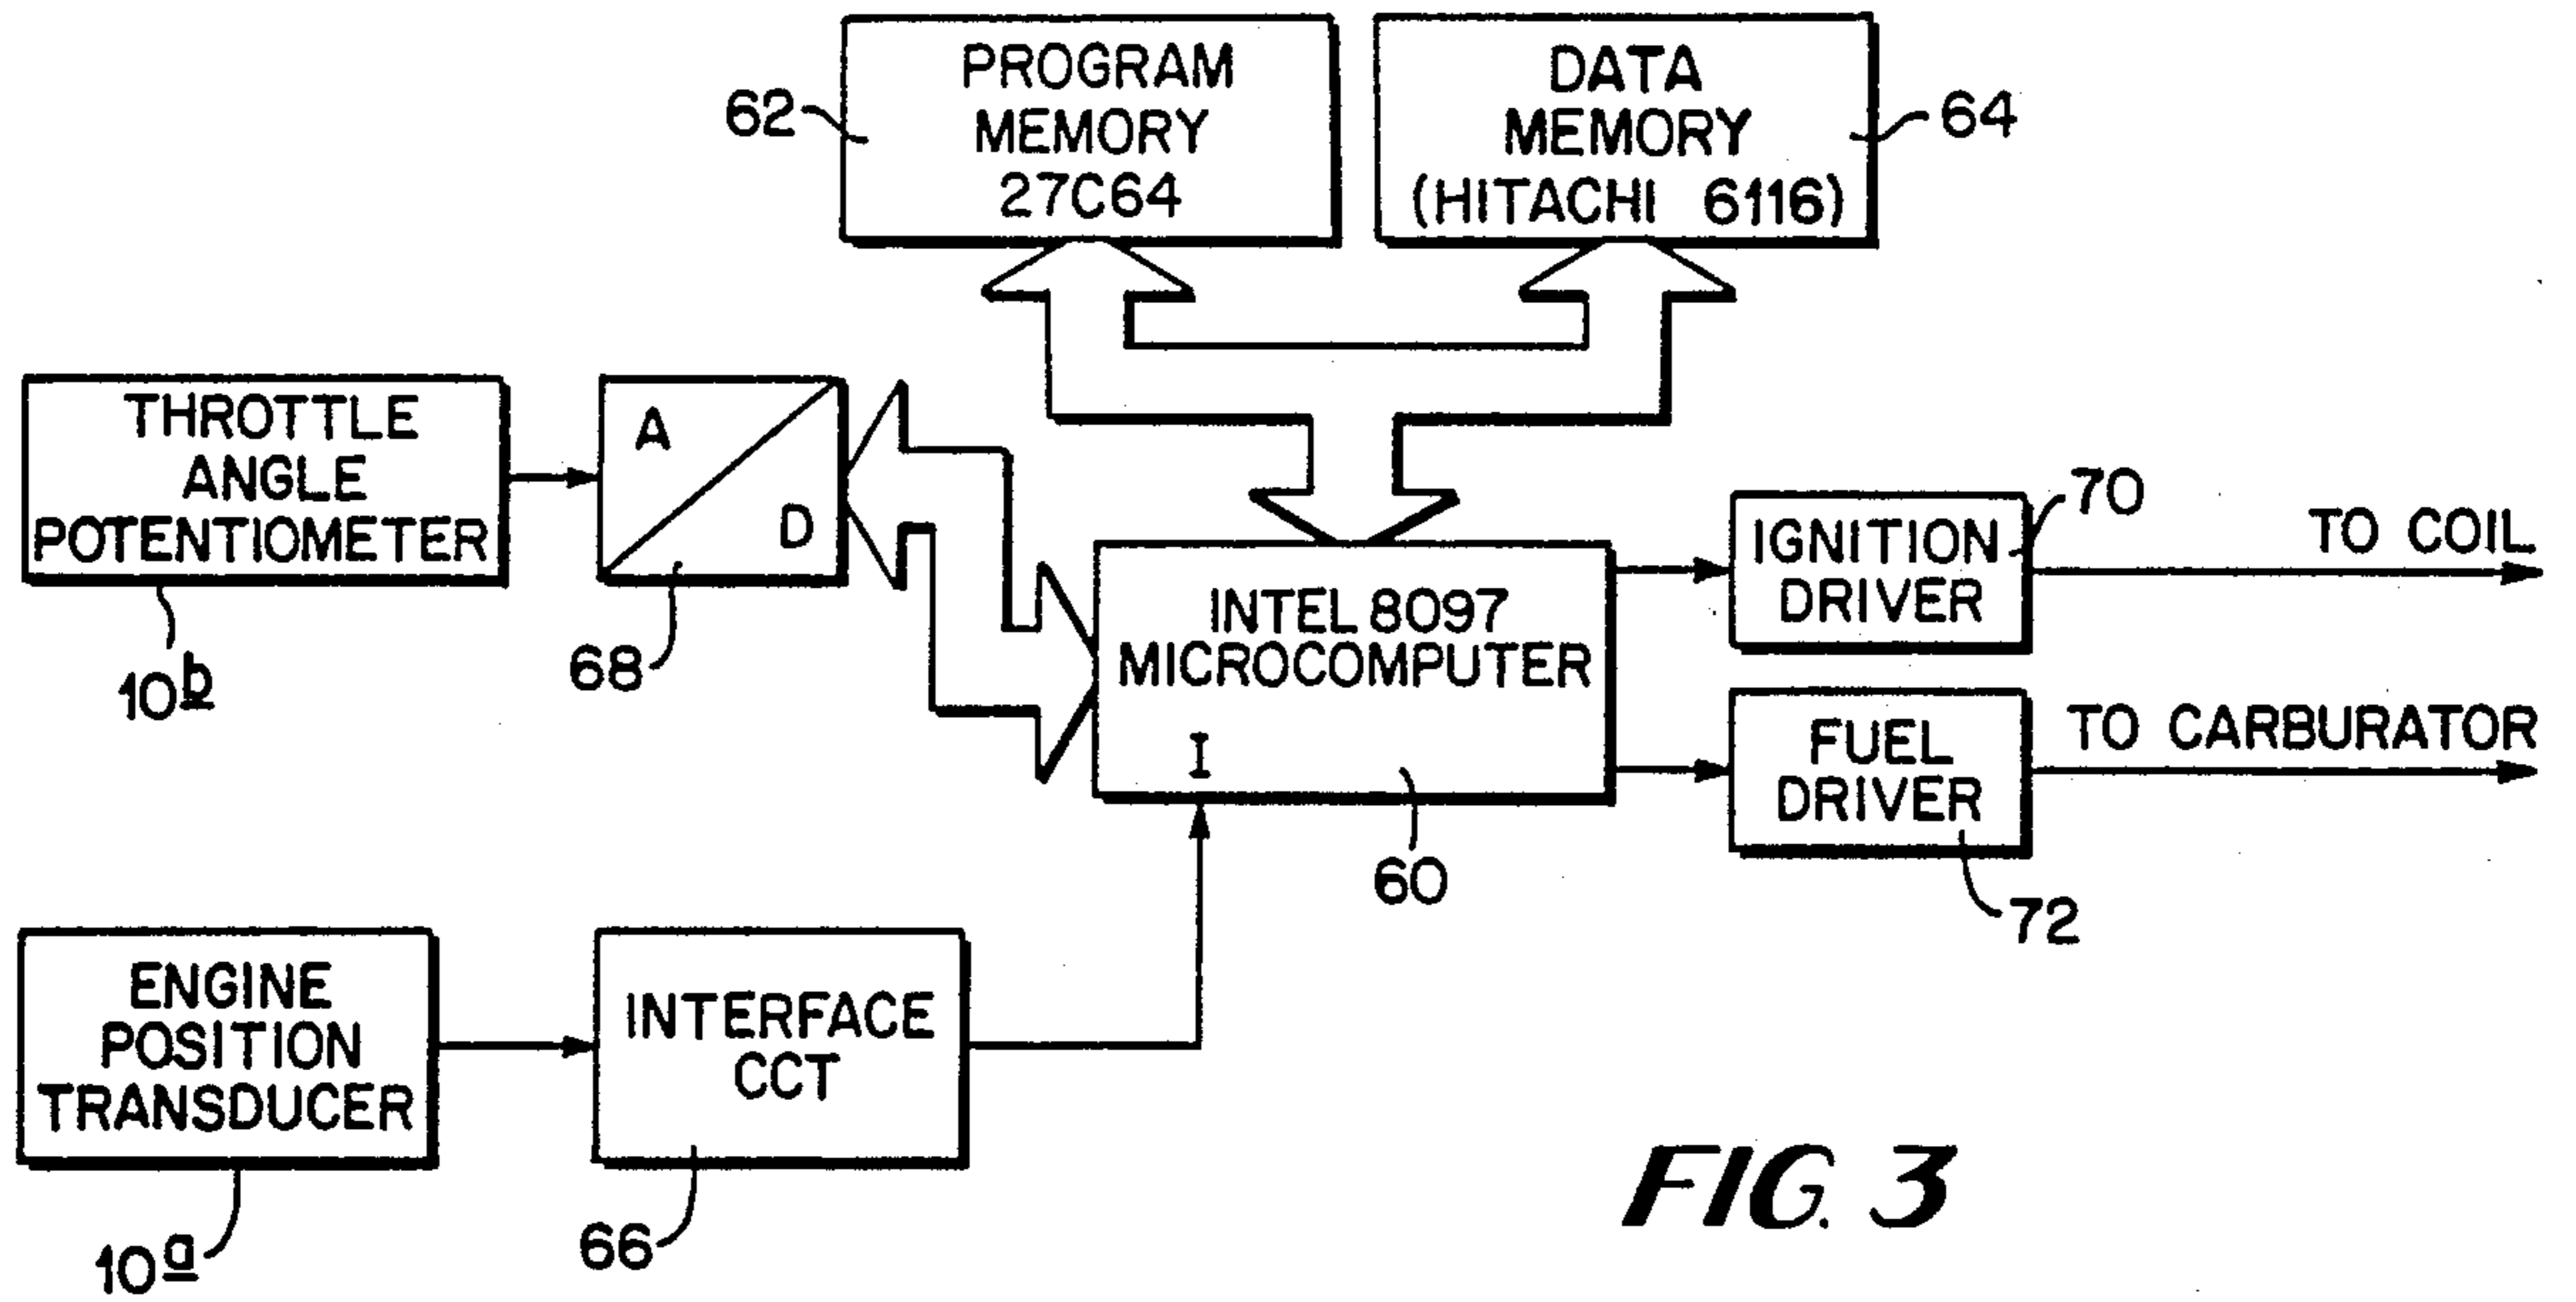 PROGRAM
MEMORY
27C64
62
DATA
MEMORY
(HITACHI 6116)
64
THROTTLE
ANGLE
POTENTIOMETER
10b
A
D
68
INTEL 8097
MICROCOMPUTER
I
60
IGNITION
DRIVER
70
TO COIL
FUEL
DRIVER
72
TO CARBURATOR
ENGINE
POSITION
TRANSDUCER
10a
INTERFACE
CCT
66
FIG. 3